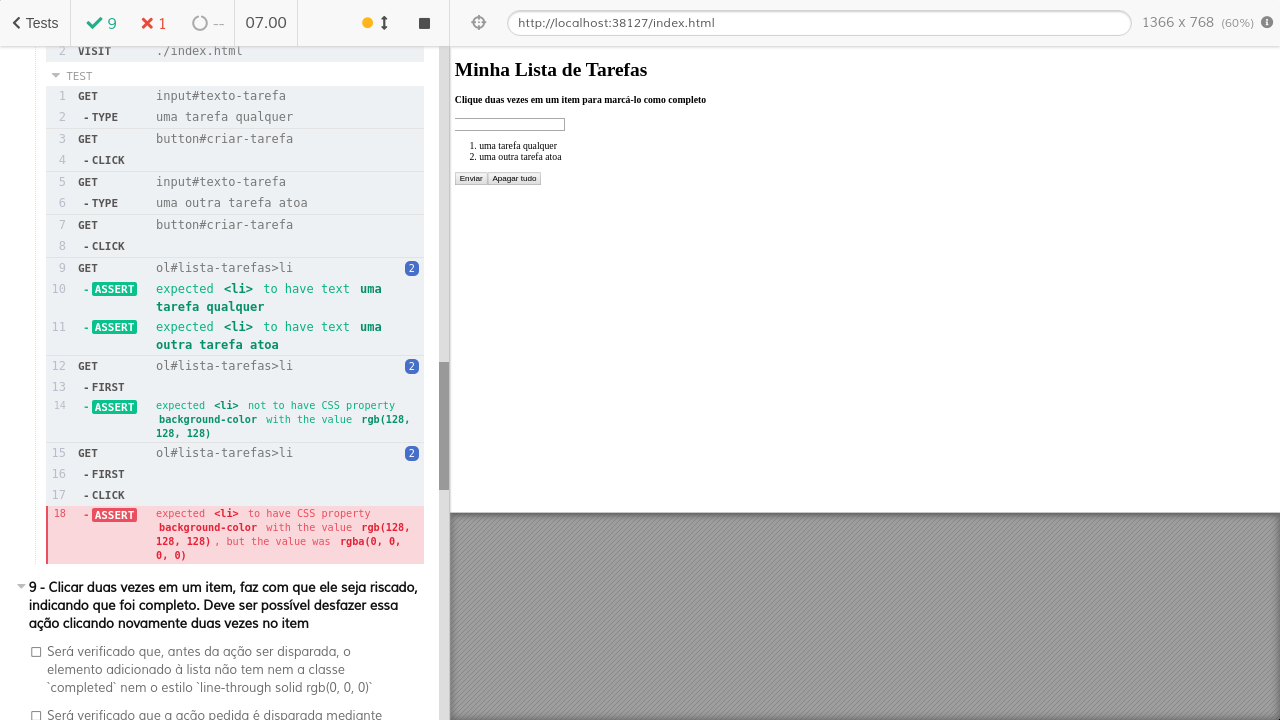 Tests
9
1
--
07.00
http://localhost:38127/index.html
1366 x 768 (60%)
2 VISIT ./index.html
TEST
1 GET input#texto-tarefa
2 - TYPE uma tarefa qualquer
3 GET button#criar-tarefa
4 - CLICK
5 GET input#texto-tarefa
6 - TYPE uma outra tarefa atoa
7 GET button#criar-tarefa
8 - CLICK
9 GET ol#lista-tarefas>li 2
10 - ASSERT expected <li> to have text uma
tarefa qualquer
11 - ASSERT expected <li> to have text uma
outra tarefa atoa
12 GET ol#lista-tarefas>li 2
13 - FIRST
14 - ASSERT expected <li> not to have CSS property
background-color with the value rgb(128,
128, 128)
15 GET ol#lista-tarefas>li 2
16 - FIRST
17 - CLICK
18 - ASSERT expected <li> to have CSS property
background-color with the value rgb(128,
128, 128) , but the value was rgba(0, 0,
0, 0)
9 - Clicar duas vezes em um item, faz com que ele seja riscado,
indicando que foi completo. Deve ser possível desfazer essa
ação clicando novamente duas vezes no item
Será verificado que, antes da ação ser disparada, o
elemento adicionado à lista não tem nem a classe
`completed` nem o estilo `line-through solid rgb(0, 0, 0)`
Será verificado que a ação pedida é disparada mediante
Minha Lista de Tarefas
Clique duas vezes em um item para marcá-lo como completo
1. uma tarefa qualquer
2. uma outra tarefa atoa
Enviar Apagar tudo